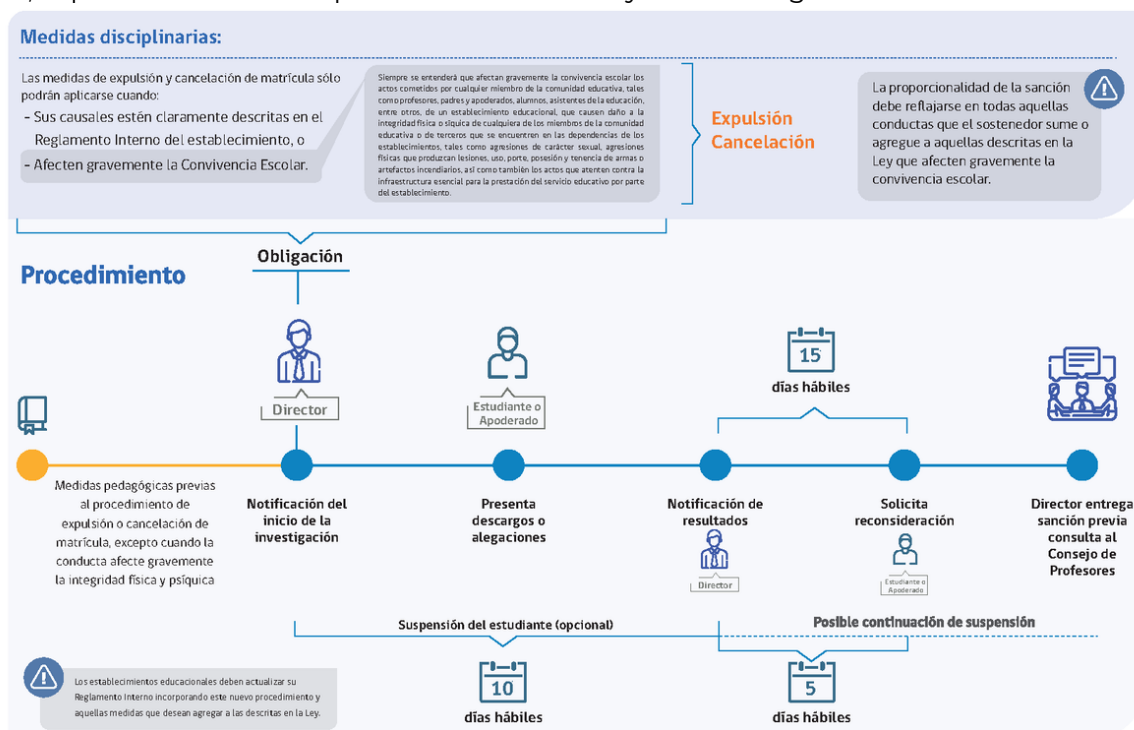 Medidas disciplinarias:
Las medidas de expulsión y cancelación de matrícula sólo
podrán aplicarse cuando:
- Sus causales estén claramente descritas en el
Reglamento Interno del establecimiento, o
- Afecten gravemente la Convivencia Escolar.
Siempre se entenderá que afectan gravemente la convivencia escolar los
actos cometidos por cualquier miembro de la comunidad educativa, tales
como profesores, padres y apoderados, alumnos, asistentes de la educación,
entre otros, de un establecimiento educacional, que causen daño a la
integridad física o síquica de cualquiera de los miembros de la comunidad
educativa o de terceros que se encuentren en las dependencias de los
establecimientos, tales como agresiones de carácter sexual, agresiones
físicas que produzcan lesiones, uso, porte, posesión y tenencia de armas o
artefactos incendiarios, así como también los actos que atenten contra la
infraestructura esencial para la prestación del servicio educativo por parte
del establecimiento.
Expulsión
Cancelación
La proporcionalidad de la sanción
debe reflajarse en todas aquellas
conductas que el sostenedor sume o
agregue a aquellas descritas en la
Ley que afecten gravemente la
convivencia escolar.
Obligación
Procedimiento
15
días hábiles
Director
Estudiante o
Apoderado
Medidas pedagógicas previas
al procedimiento de
expulsión o cancelación de
matrícula, excepto cuando la
conducta afecte gravemente
la integridad física y psíquica
Notificación del
inicio de la
investigación
Presenta
descargos o
alegaciones
Notificación de
resultados
Director
Solicita
reconsideración
Estudiante o
Apoderado
Director entrega
sanción previa
consulta al
Consejo de
Profesores
Suspensión del estudiante (opcional)
Posible continuación de suspensión
10
días hábiles
5
días hábiles
Los establecimientos educacionales deben actualizar su
Reglamento Interno incorporando este nuevo procedimiento y
aquellas medidas que desean agregar a las descritas en la Ley.